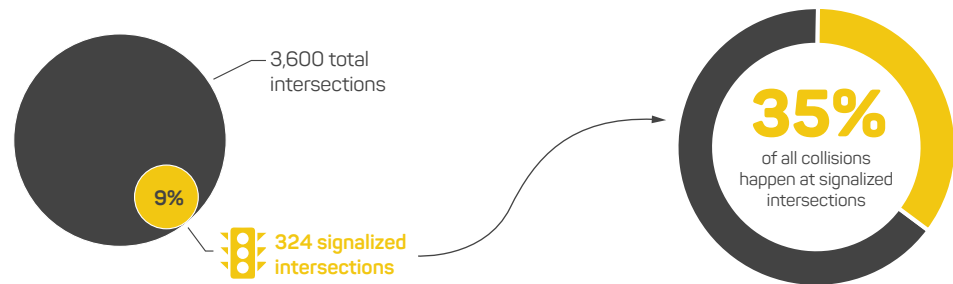 3,600 total
intersections
9%
324 signalized
intersections
35%
of all collisions
happen at signalized
intersections